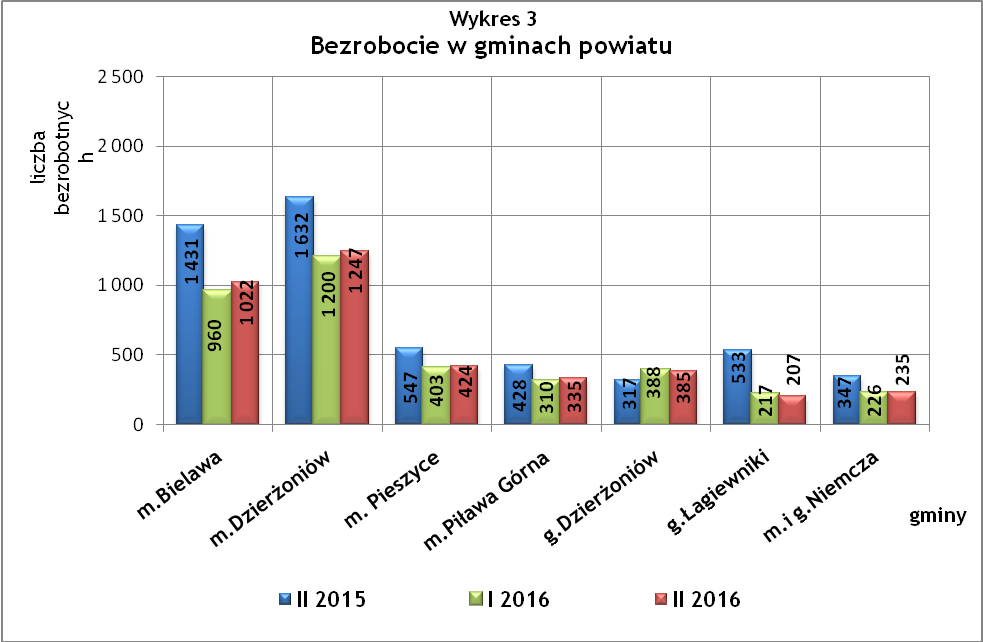 Wykres 3
Bezrobocie w gminach powiatu
liczba
bezrobotnyc
h
2 500
2 000
1 500
1 000
500
0
1 431
960
1 022
1 632
1 200
1 247
547
403
424
428
310
335
317
388
385
533
217
207
347
226
235
m.Bielawa
m.Dzierżoniów
m. Pieszyce
m.Piława Górna
g.Dzierżoniów
g.Łagiewniki
m.i g.Niemcza
gminy
II 2015
I 2016
II 2016